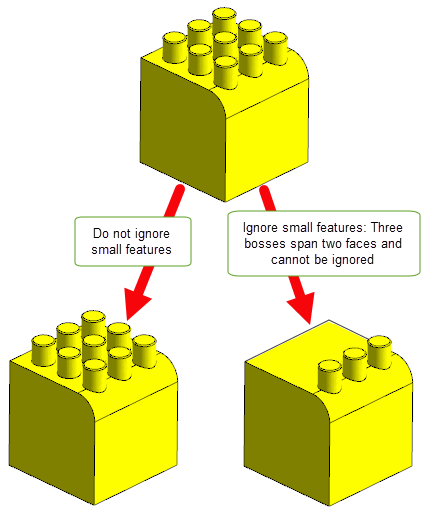 Do not ignore
small features
Ignore small features: Three
bosses span two faces and
cannot be ignored